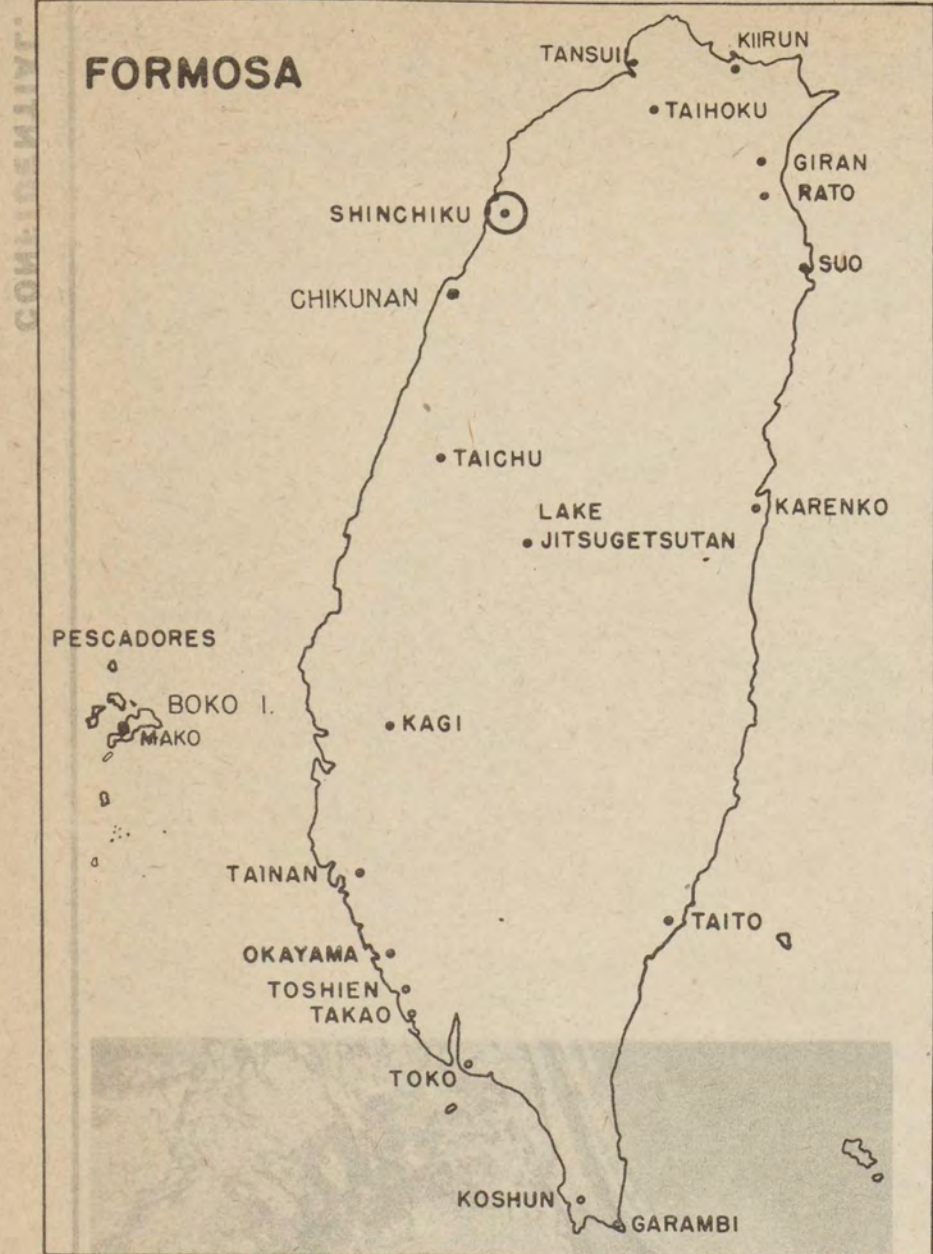 FORMOSA
TANSUI
KIIRUN
TAIHOKU
GIRAN
RATO
SHINCHIKU
SUO
CHIKUNAN
TAICHU
KARENKO
LAKE
JITSUGETSUTAN
PESCADORES
BOKO I.
MAKO
KAGI
TAINAN
TAITO
OKAYAMA
TOSHIEN
TAKAO
TOKO
KOSHUN
GARAMBI
CONFIDENTIAL.